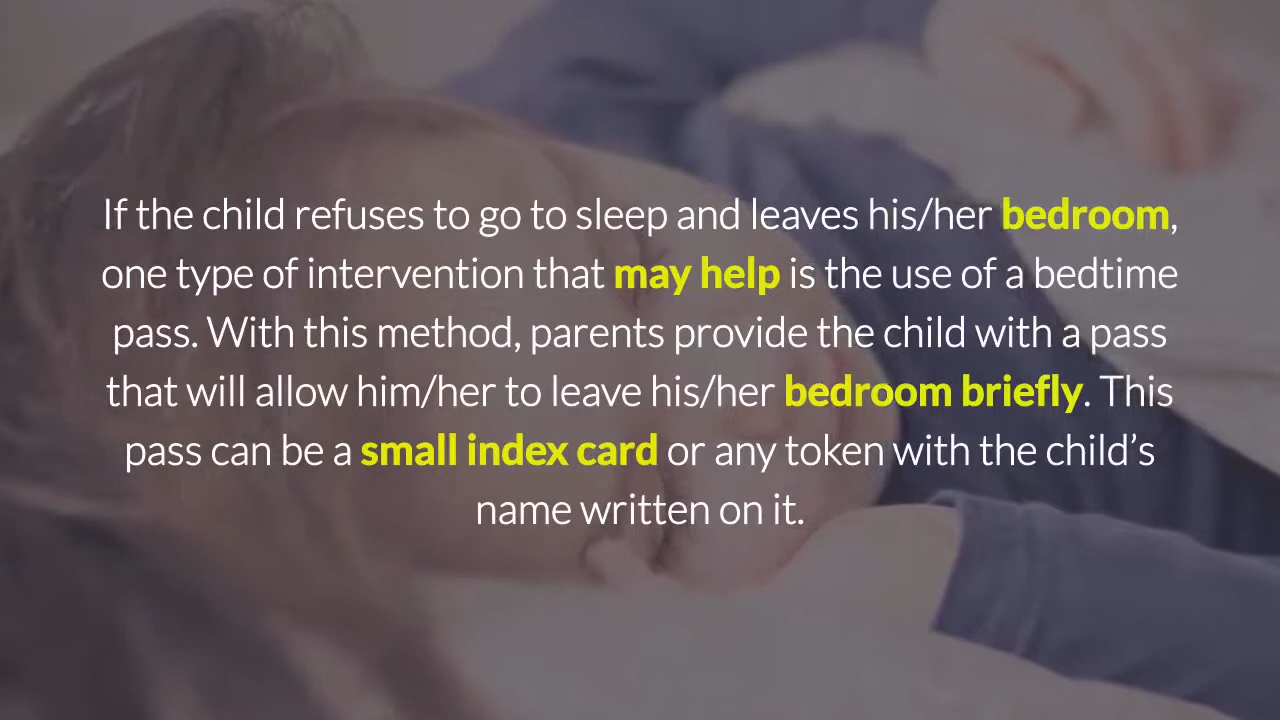 If the child refuses to go to sleep and leaves his/her bedroom,
one type of intervention that may help is the use of a bedtime
pass. With this method, parents provide the child with a pass
that will allow him/her to leave his/her bedroom briefly. This
pass can be a small index card or any token with the child’s
name written on it.